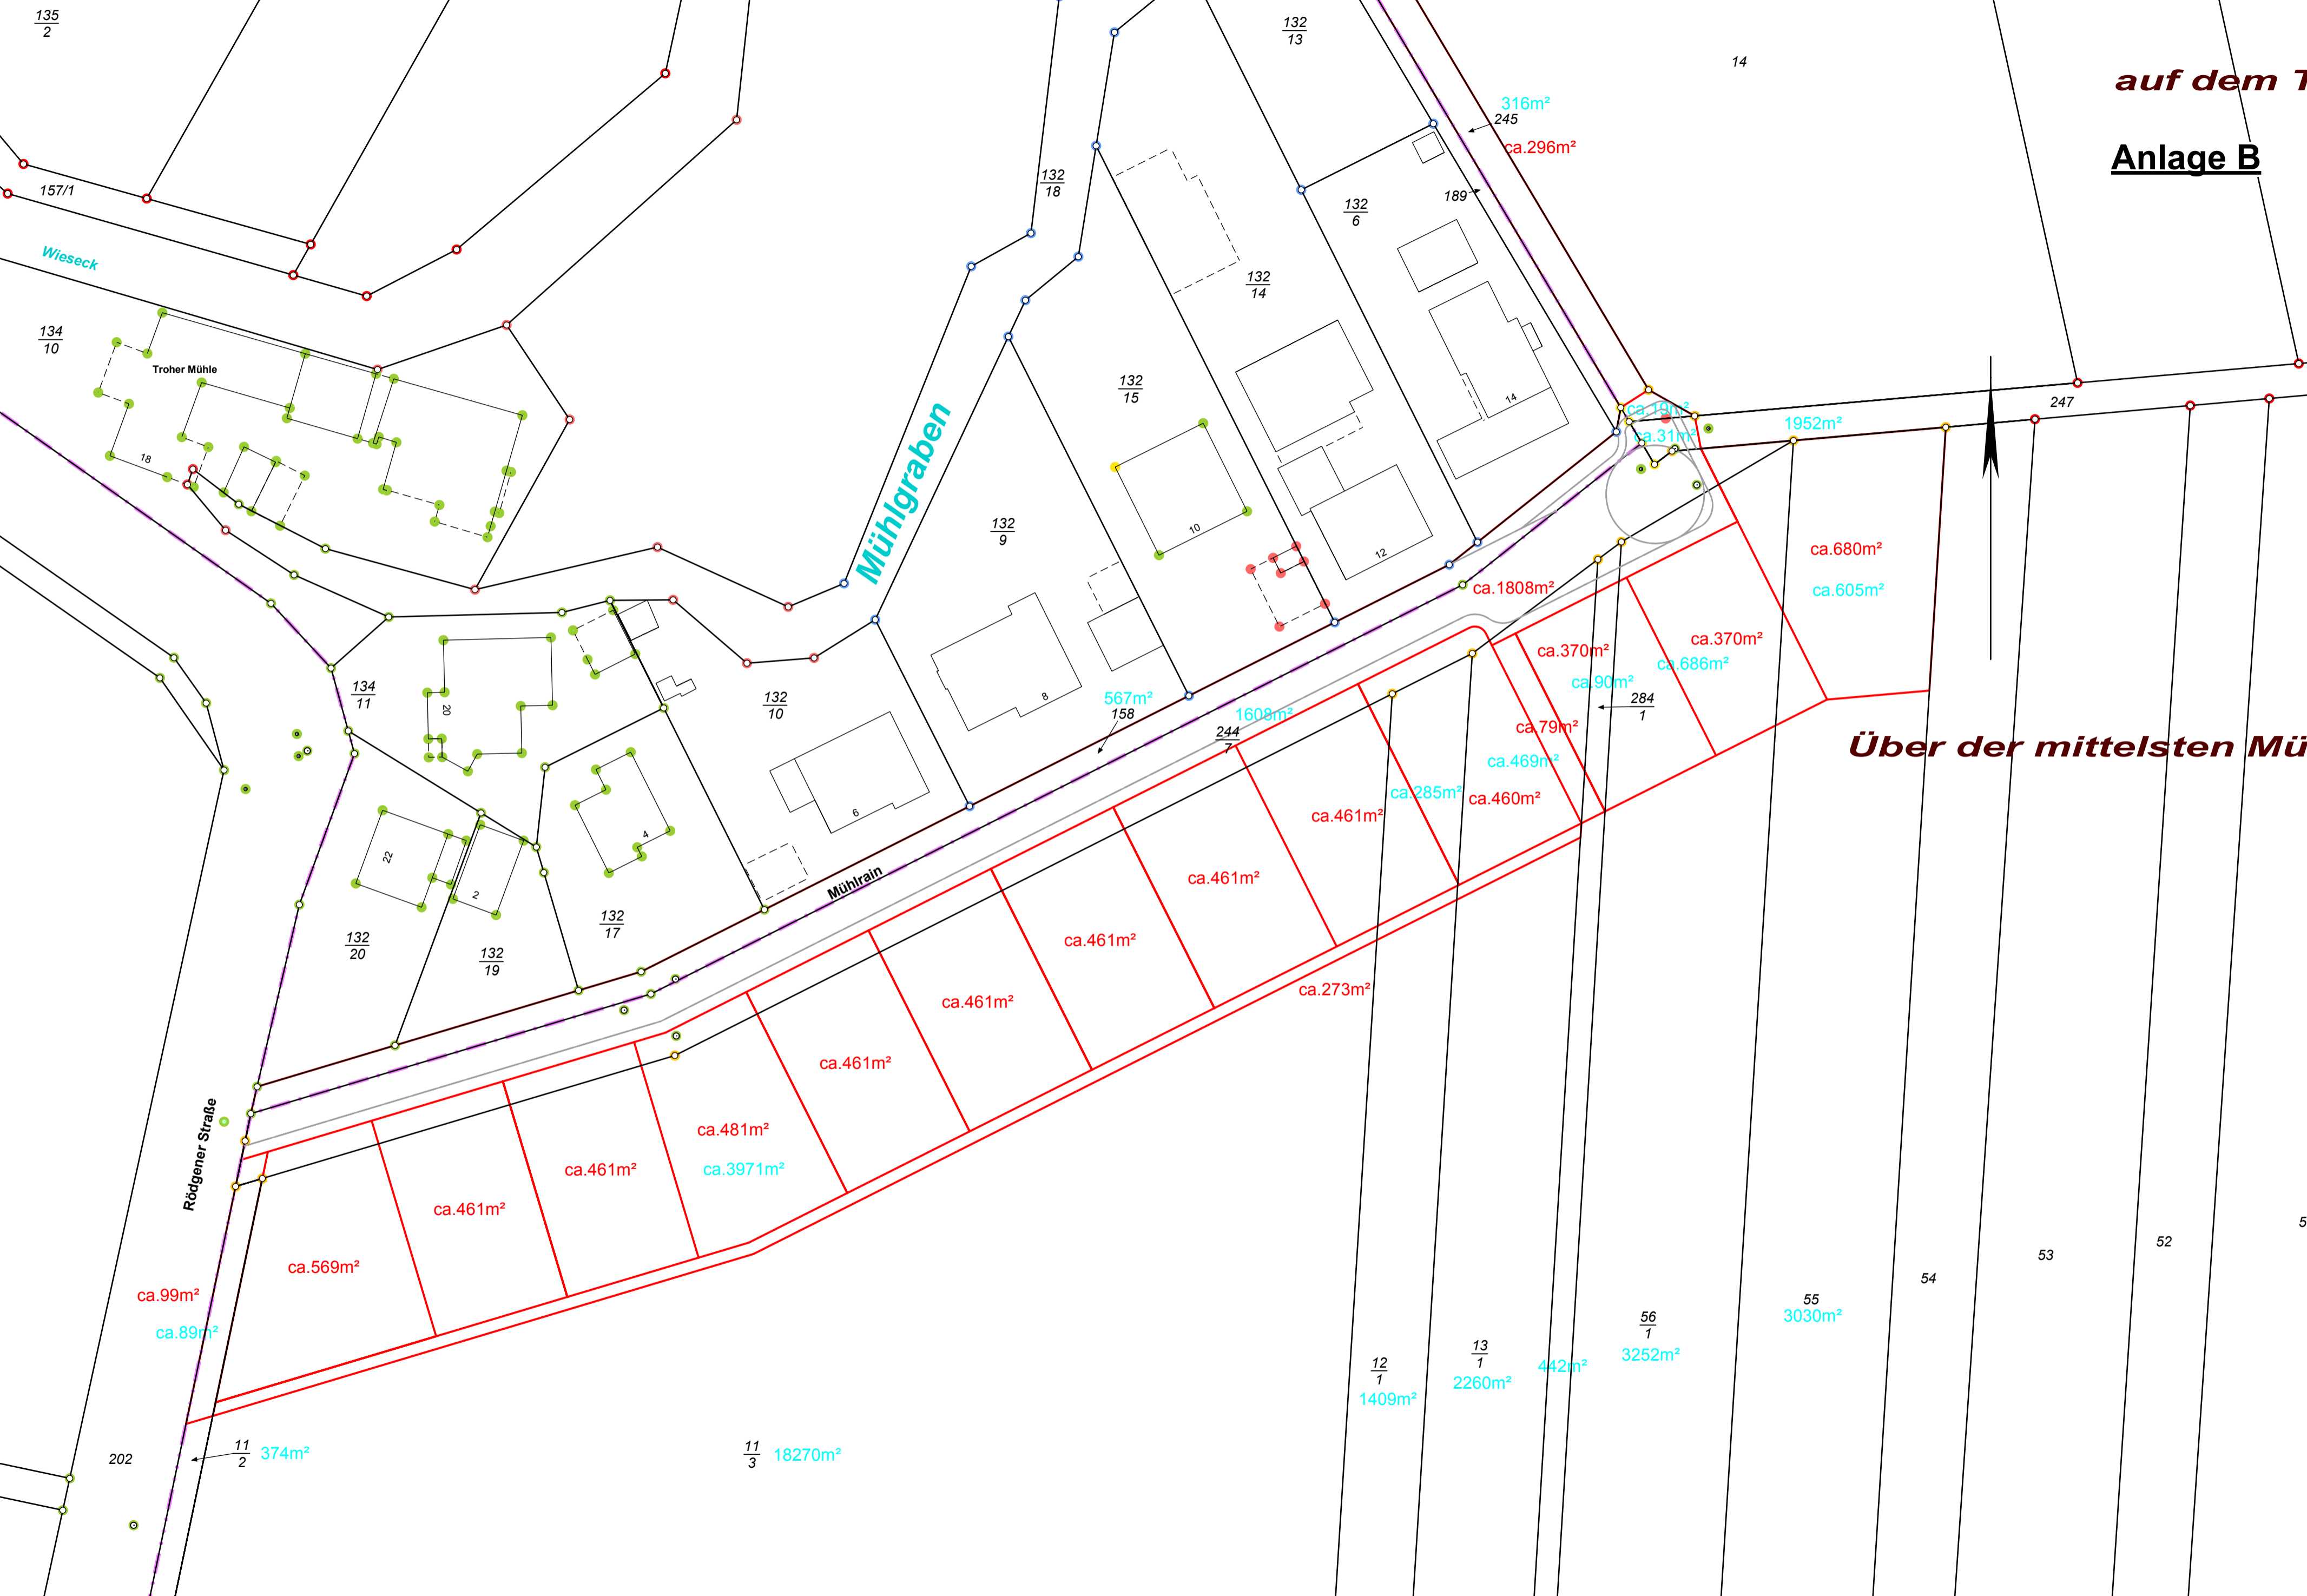 135
2
132
13
14
auf dem T
Anlage B
316m²
245
ca.296m²
157/1
132
18
189
132
6
Wieseck
132
14
134
10
Troher Mühle
18
132
15
14
247
ca.19m²
1952m²
ca.31m²
Mühlgraben
132
9
10
12
ca.680m²
ca.605m²
ca.1808m²
ca.370m²
ca.370m²
ca.686m²
ca.90m²
284
1
134
11
20
132
10
8
567m²
158
1608m²
244
7
ca.79m²
Über der mittelsten Mü
ca.469m²
ca.285m²
ca.460m²
ca.461m²
6
4
22
2
Mühlrain
ca.461m²
132
17
132
20
132
19
ca.461m²
ca.273m²
ca.461m²
ca.461m²
Rödgener Straße
ca.481m²
ca.3971m²
ca.461m²
ca.461m²
ca.569m²
ca.99m²
ca.89m²
5
52
53
54
55
3030m²
56
1
3252m²
13
1
2260m²
442m²
12
1
1409m²
202
11
2
374m²
11
3
18270m²